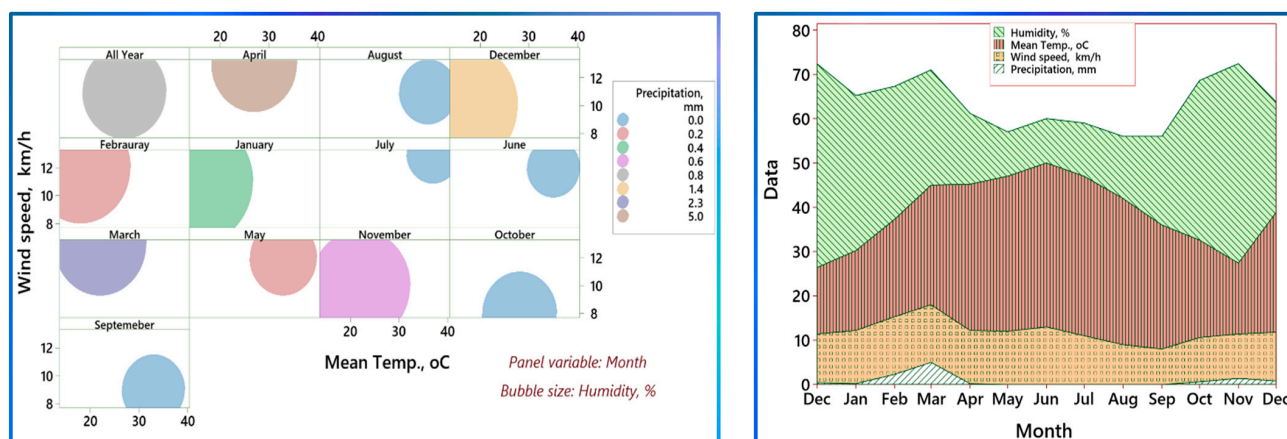 20 30 40
20 30 40
All Year
April
August
December
12
10
8
Precipitation,
mm
0.0
0.2
0.4
0.6
0.8
1.4
2.3
5.0
Wind speed, km/h
Febrauray
January
July
June
12
10
8
March
May
November
October
12
10
8
20 30 40
Septemeber
12
10
8
20 30 40
Mean Temp., oC
Panel variable: Month
Bubble size: Humidity, %
Humidity, %
Mean Temp., oC
Wind speed, km/h
Precipitation, mm
Data
80
70
60
50
40
30
20
10
0
Dec Jan Feb Mar Apr May Jun Jul Aug Sep Oct Nov Dec
Month